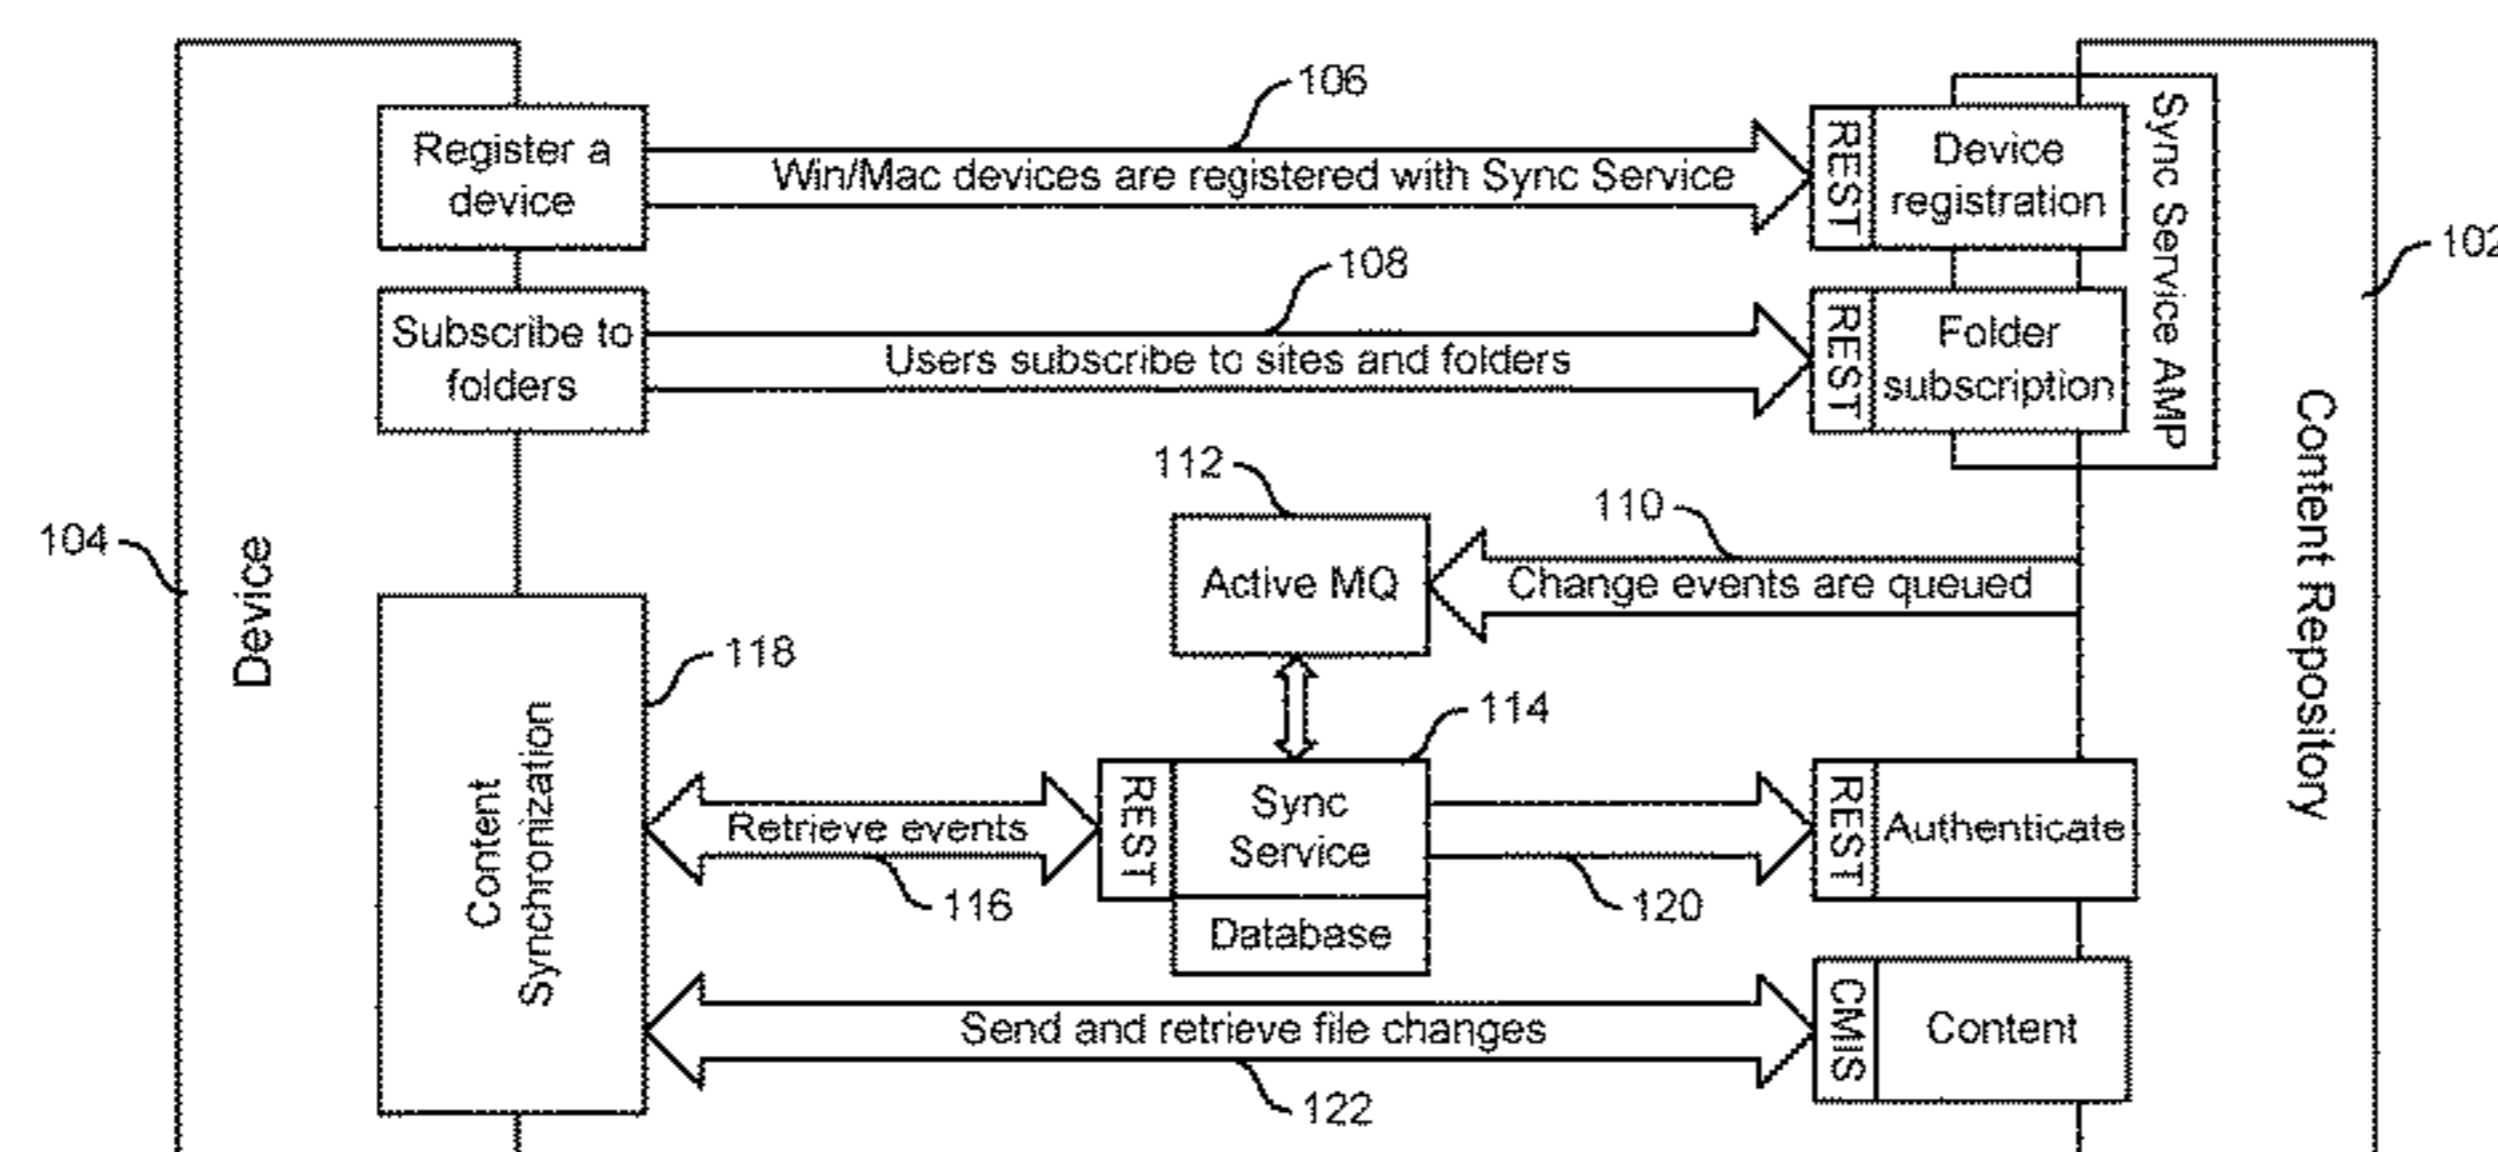 106
Register a
device
Win/Mac devices are registered with Sync Service
REST
Device
registration
Sync Service AMP
102
108
Subscribe to
folders
Users subscribe to sites and folders
REST
Folder
subscription
Content Repository
112
110
104
Device
Active MQ
Change events are queued
118
114
Content
Synchronization
Retrieve events
REST
Sync
Service
REST
Authenticate
116
120
Database
Send and retrieve file changes
CMIS
Content
122